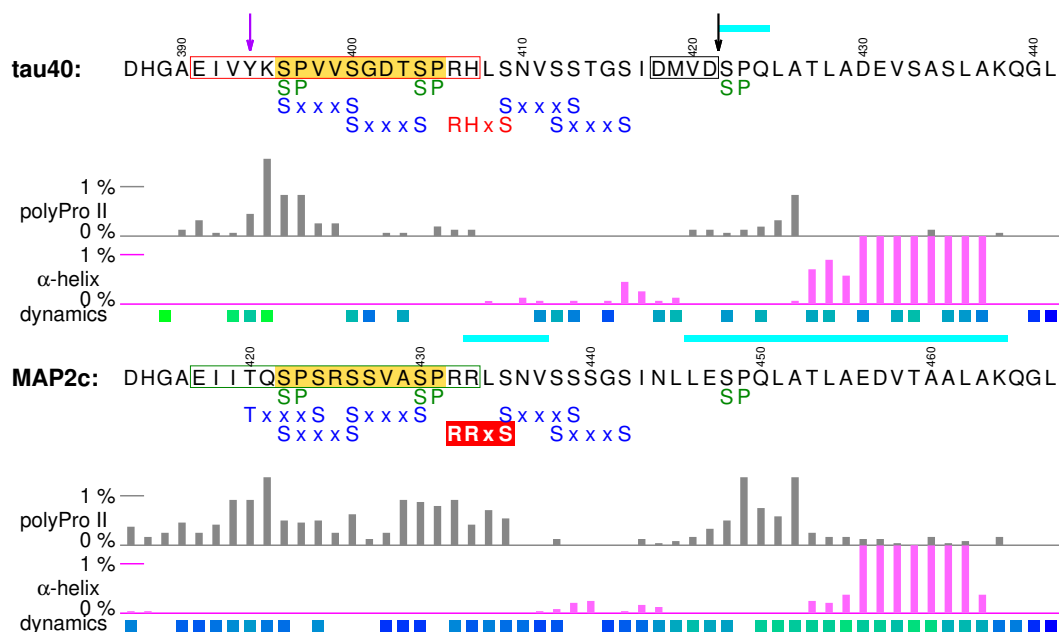 390 400 410 420 430 440
tau40: DHGAEIVYKSPVVSGDTSPRHLSNVSSTGSIDMVDSPQLATLADEVSASLAKQGL
SP SP SP
SxxxS SxxxS
SxxxS RHxS SxxxS
1 %
polyPro II
0 %
1 %
α-helix
0 %
dynamics
420 430 440 450 460
MAP2c: DHGAEIITQSPSRSSVASPRRLSNVSSSGSINLLESPQLATLAEDVTAALAKQGL
SP SP SP
TxxxS SxxxS SxxxS
SxxxS RRxS SxxxS
1 %
polyPro II
0 %
1 %
α-helix
0 %
dynamics